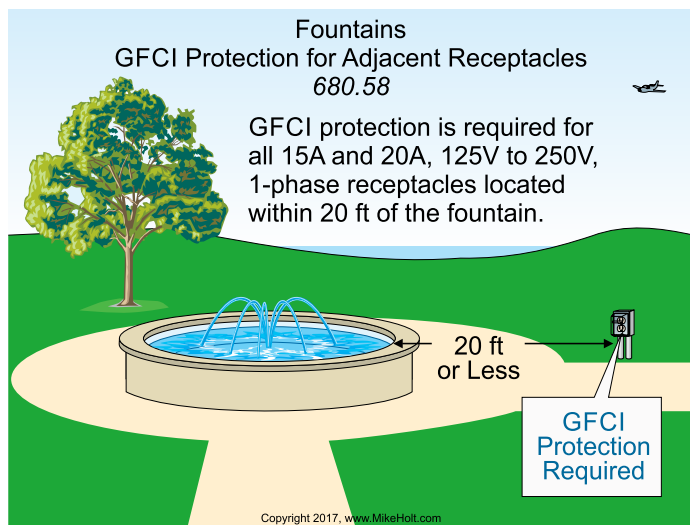 Fountains
GFCI Protection for Adjacent Receptacles
680.58
GFCI protection is required for
all 15A and 20A, 125V to 250V,
1-phase receptacles located
within 20 ft of the fountain.
20 ft
or Less
GFCI
Protection
Required
Copyright 2017, www.MikeHolt.com